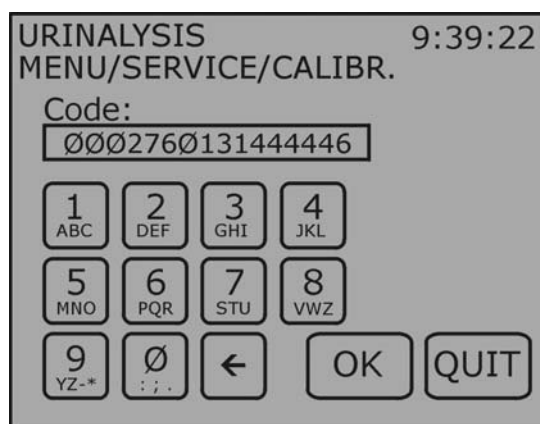 URINALYSIS 9:39:22
MENU/SERVICE/CALIBR.
Code:
ØØØ276Ø131444446
1 2 3 4
ABC DEF GHI JKL
5 6 7 8
MNO PQR STU VWZ
9 Ø ← OK QUIT
YZ-* :;.